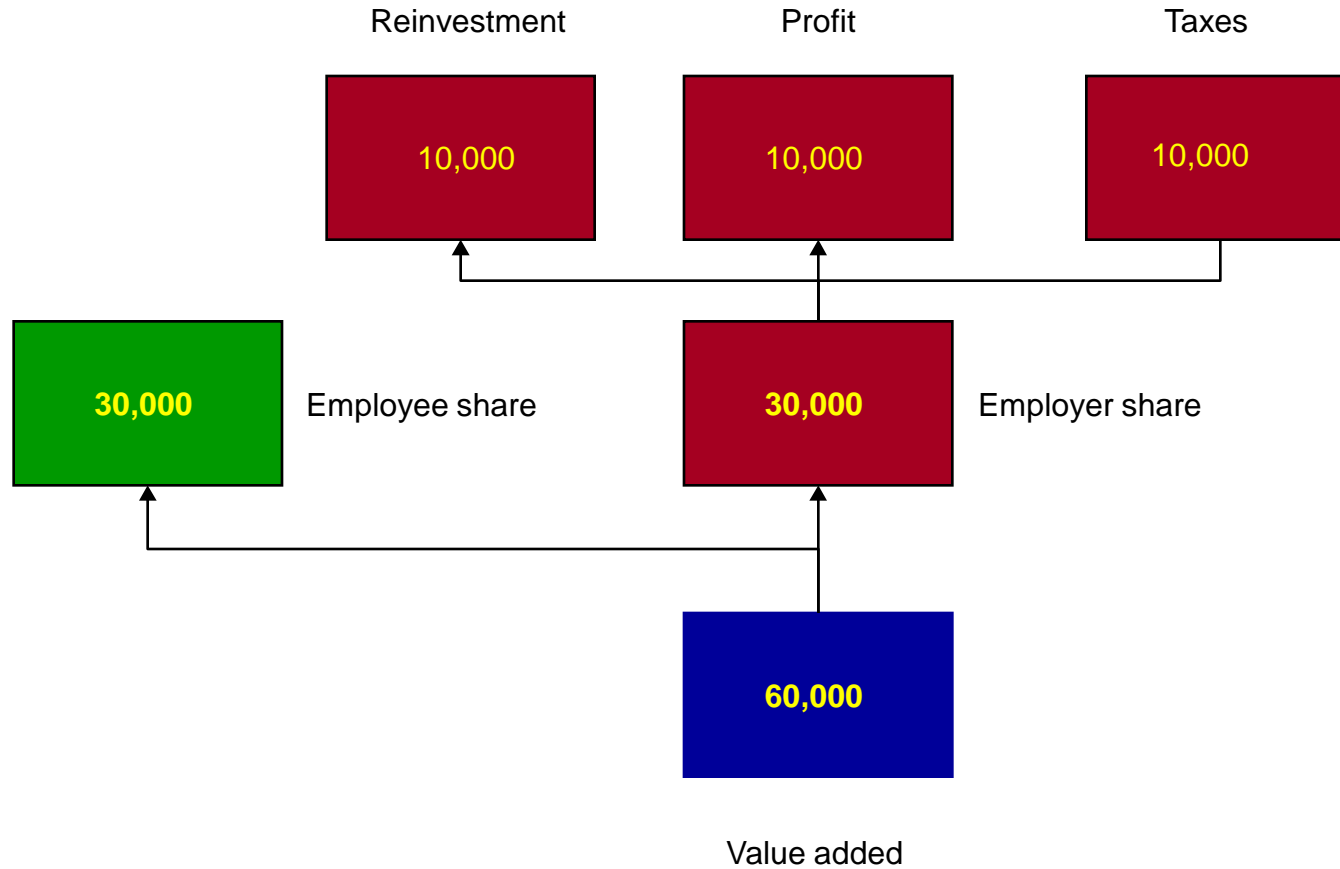 Reinvestment Profit Taxes
10,000 10,000 10,000
30,000 Employee share 30,000 Employer share
60,000
Value added